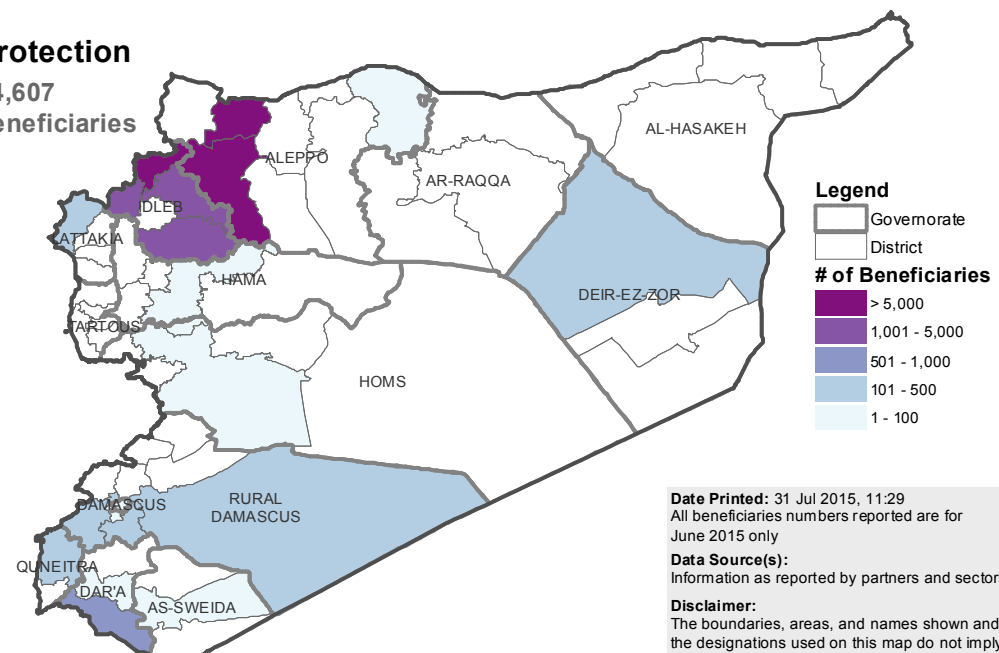 rotection
4,607
eneficiaries
AL-HASAKEH
ALEPPO
AR-RAQQA
IDLEB
LATTAKIA
HAMA
DEIR-EZ-ZOR
TARTOUS
HOMS
RURAL
DAMASCUS
DAMASCUS
QUNEITRA
DAR'A
AS-SWEIDA
Legend
Governorate
District
# of Beneficiaries
> 5,000
1,001 - 5,000
501 - 1,000
101 - 500
1 - 100
Date Printed: 31 Jul 2015, 11:29
All beneficiaries numbers reported are for
June 2015 only
Data Source(s):
Information as reported by partners and sector
Disclaimer:
The boundaries, areas, and names shown and
the designations used on this map do not imply